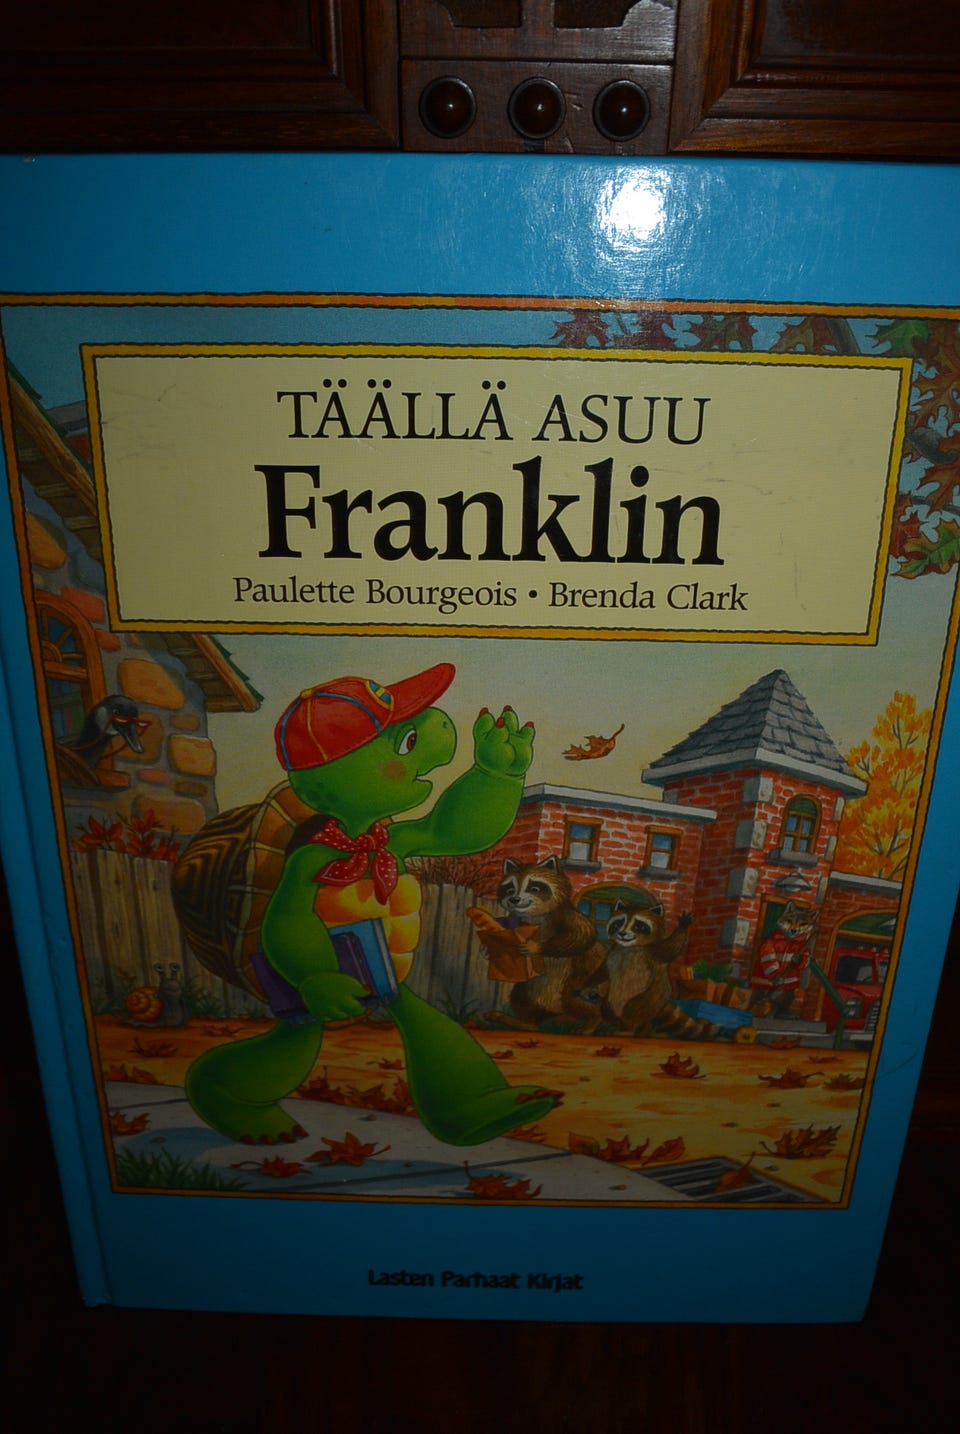 TÄÄLLÄ ASUU
Franklin
Paulette Bourgeois • Brenda Clark
Lasten Parhaat Kirjat